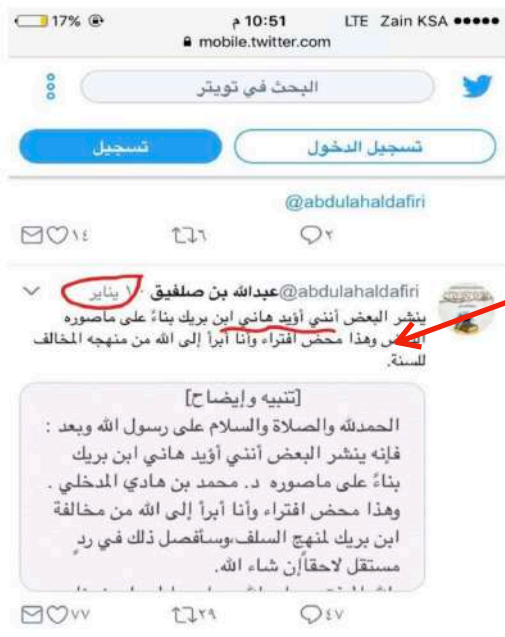 17% م 10:51 LTE Zain KSA
mobile.twitter.com
البحث في تويتر
تسجيل
تسجيل الدخول
@abdulahaldafiri
١٤ ٦ ٢
عبدالله بن صلفيق @abdulahaldafiri · ١٠ يناير
ينشر البعض أنني أؤيد هاني ابن بريك بناءً على ماصوره
وهذا محض افتراء وأنا أبرأ إلى الله من منهجه المخالف
للسنة.
[تنبيه وإيضاح]
الحمدلله والصلاة والسلام على رسول الله وبعد :
فإنه ينشر البعض أنني أؤيد هاني ابن بريك
بناءً على ماصوره د. محمد بن هادي المدخلي .
وهذا محض افتراء وأنا أبرأ إلى الله من مخالفة
ابن بريك لمنهج السلف،وسأفصل ذلك في ردٍ
مستقل لاحقاًإن شاء الله.
٧٧ ٢٩ ٤٧